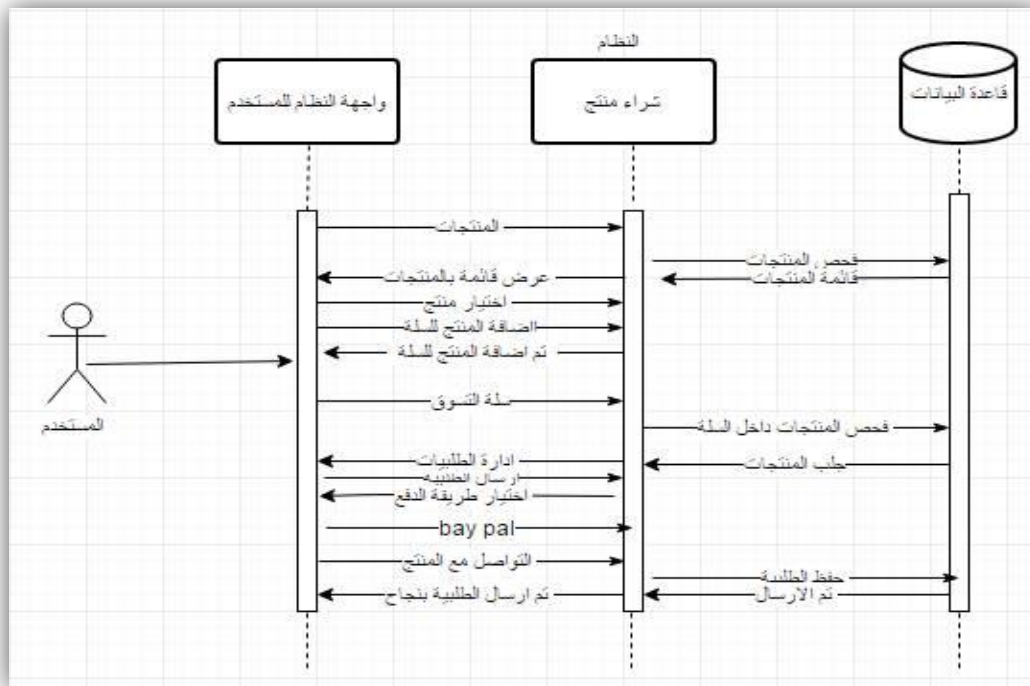 النظام
واجهة النظام للمستخدم
شراء منتج
قاعدة البيانات
المنتجات
فحص المنتجات
عرض قائمة بالمنتجات
قائمة المنتجات
اختيار منتج
ااضافة المنتج للسلة
تم اضافة المنتج للسلة
المستخدم
سلة التسوق
فحص المنتجات داخل السلة
ادارة الطلبيات
جلب المنتجات
ارسال الطلبية
اختيار طريقة الدفع
bay pal
التواصل مع المنتج
حفظ الطلبية
تم ارسال الطلبية بنجاح
تم الارسال